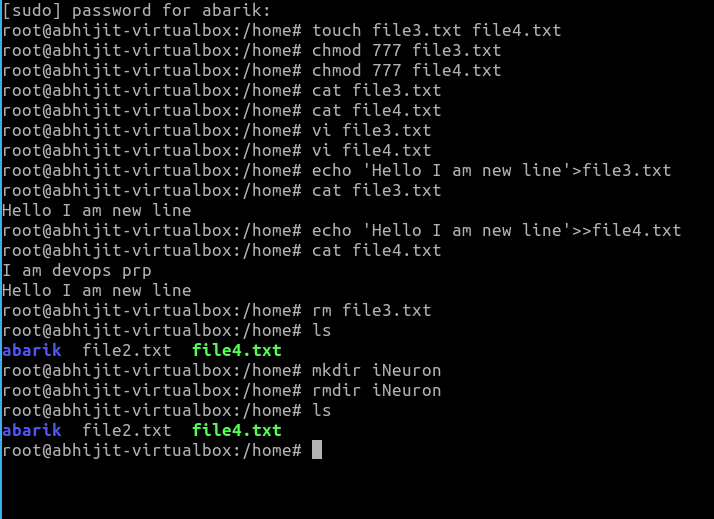 [sudo] password for abarik:
root@abhijit-virtualbox:/home# touch file3.txt file4.txt
root@abhijit-virtualbox:/home# chmod 777 file3.txt
root@abhijit-virtualbox:/home# chmod 777 file4.txt
root@abhijit-virtualbox:/home# cat file3.txt
root@abhijit-virtualbox:/home# cat file4.txt
root@abhijit-virtualbox:/home# vi file3.txt
root@abhijit-virtualbox:/home# vi file4.txt
root@abhijit-virtualbox:/home# echo 'Hello I am new line'>file3.txt
root@abhijit-virtualbox:/home# cat file3.txt
Hello I am new line
root@abhijit-virtualbox:/home# echo 'Hello I am new line'>>file4.txt
root@abhijit-virtualbox:/home# cat file4.txt
I am devops prp
Hello I am new line
root@abhijit-virtualbox:/home# rm file3.txt
root@abhijit-virtualbox:/home# ls
abarik  file2.txt  file4.txt
root@abhijit-virtualbox:/home# mkdir iNeuron
root@abhijit-virtualbox:/home# rmdir iNeuron
root@abhijit-virtualbox:/home# ls
abarik  file2.txt  file4.txt
root@abhijit-virtualbox:/home#